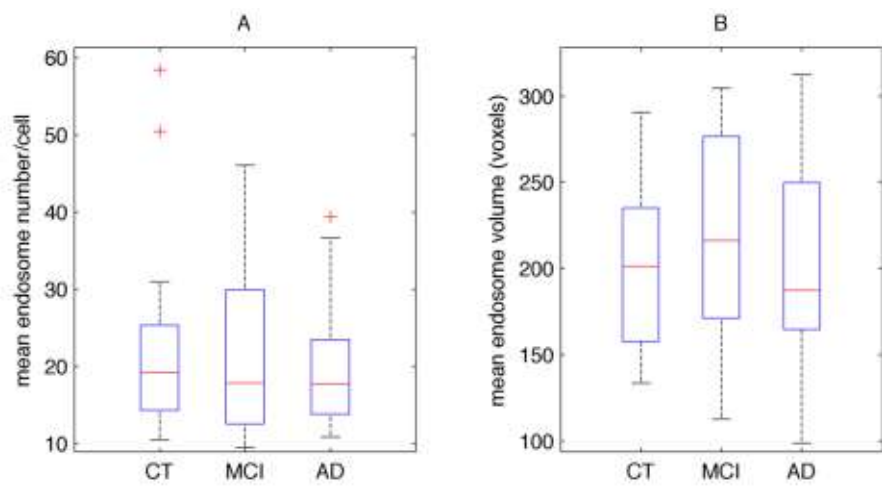 A
mean endosome number/cell
60
50
40
30
20
10
CT MCI AD
B
mean endosome volume (voxels)
300
250
200
150
100
CT MCI AD